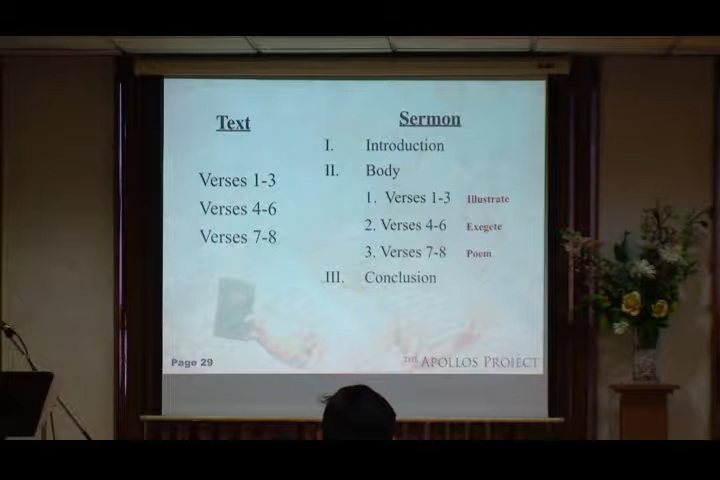 Text
Verses 1-3
Verses 4-6
Verses 7-8
Sermon
I. Introduction
II. Body
1. Verses 1-3 Illustrate
2. Verses 4-6 Exegete
3. Verses 7-8 Poem
III. Conclusion
Page 29
THE APOLLOS PROJECT